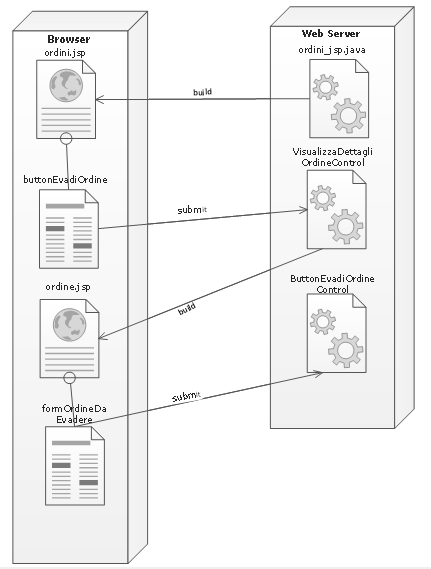 Browser
ordini.jsp
buttonEvadiOrdine
ordine.jsp
formOrdineDa
Evadere
build
submit
build
submit
Web Server
ordini_jsp.java
VisualizzaDettagli
OrdineControl
ButtonEvadiOrdine
Control